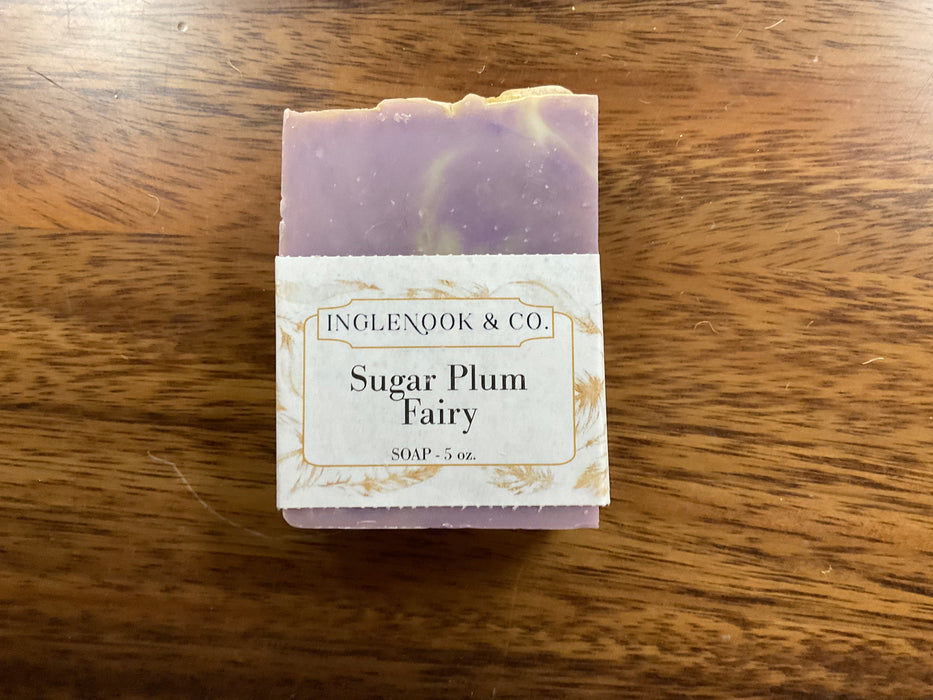 INGLENOOK & CO.
Sugar Plum
Fairy
SOAP - 5 oz.